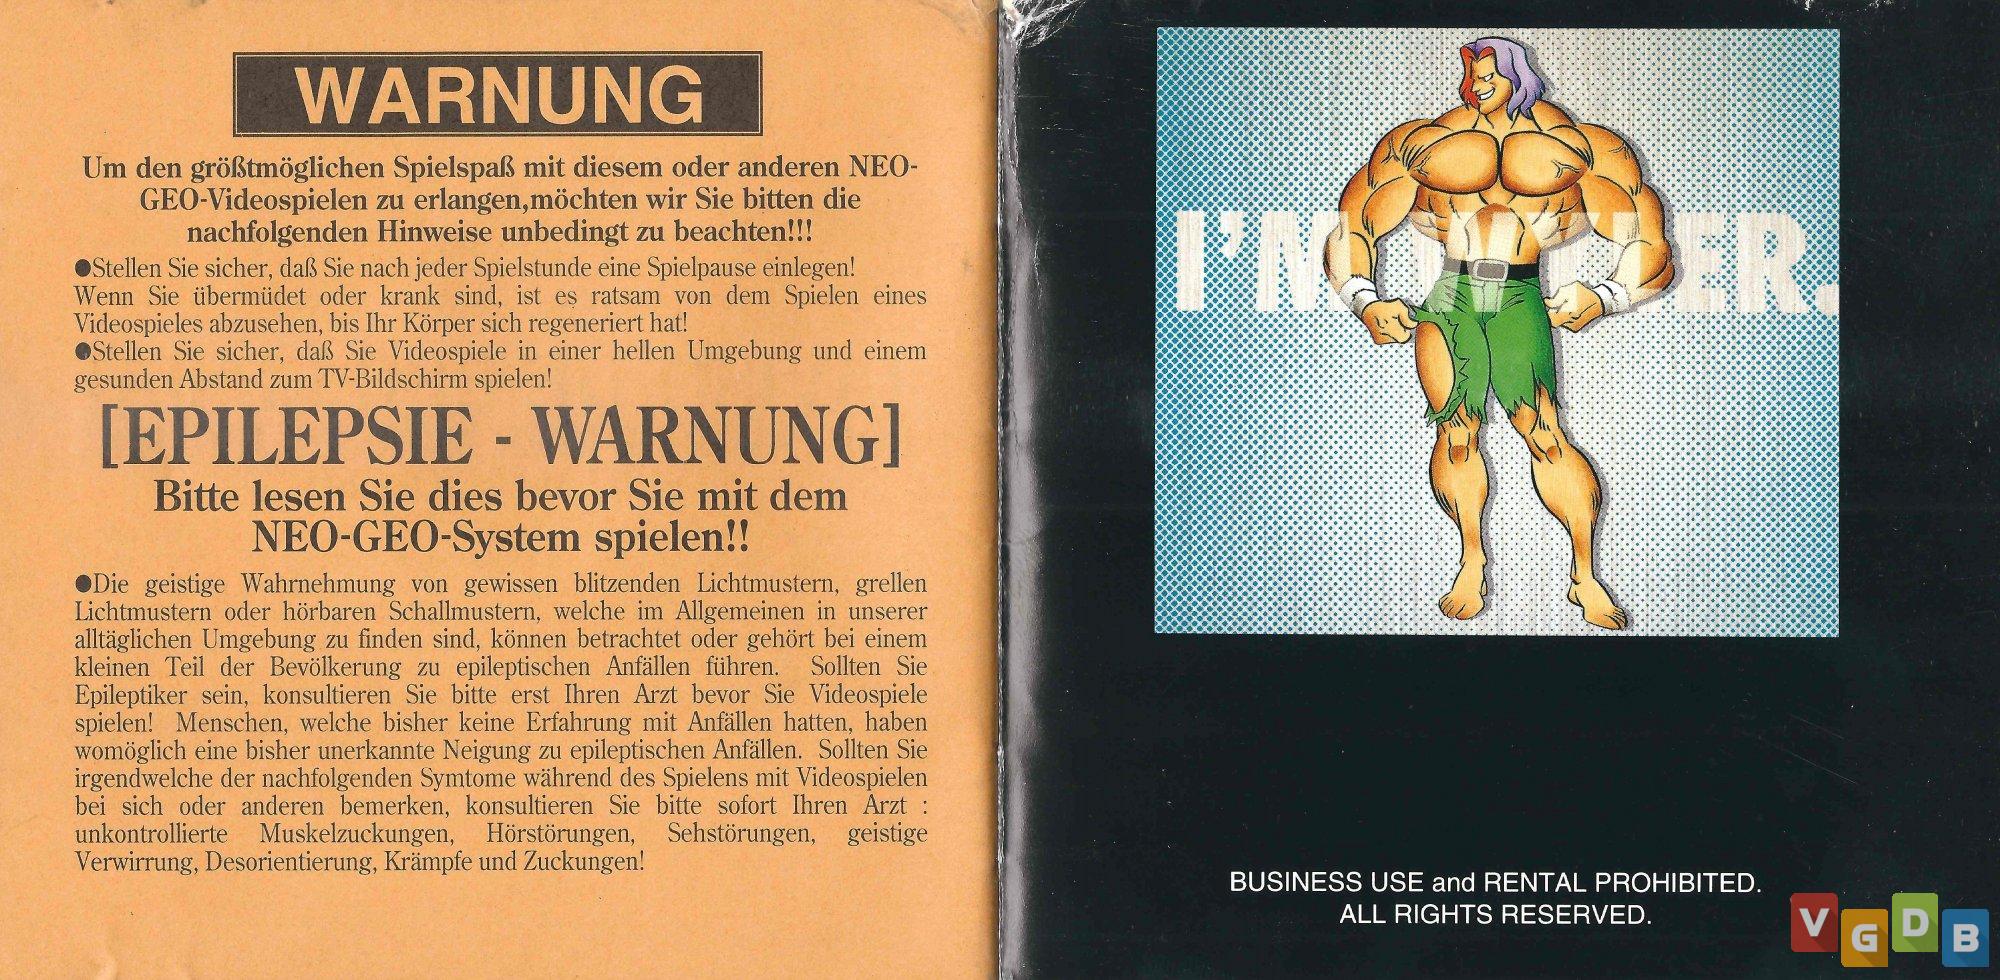 WARNUNG
Um den größtmöglichen Spielspaß mit diesem oder anderen NEO-
GEO-Videospielen zu erlangen,möchten wir Sie bitten die
nachfolgenden Hinweise unbedingt zu beachten!!!
●Stellen Sie sicher, daß Sie nach jeder Spielstunde eine Spielpause einlegen!
Wenn Sie übermüdet oder krank sind, ist es ratsam von dem Spielen eines
Videospieles abzusehen, bis Ihr Körper sich regeneriert hat!
●Stellen Sie sicher, daß Sie Videospiele in einer hellen Umgebung und einem
gesunden Abstand zum TV-Bildschirm spielen!
[EPILEPSIE - WARNUNG]
Bitte lesen Sie dies bevor Sie mit dem
NEO-GEO-System spielen!!
●Die geistige Wahrnehmung von gewissen blitzenden Lichtmustern, grellen
Lichtmustern oder hörbaren Schallmustern, welche im Allgemeinen in unserer
alltäglichen Umgebung zu finden sind, können betrachtet oder gehört bei einem
kleinen Teil der Bevölkerung zu epileptischen Anfällen führen. Sollten Sie
Epileptiker sein, konsultieren Sie bitte erst Ihren Arzt bevor Sie Videospiele
spielen! Menschen, welche bisher keine Erfahrung mit Anfällen hatten, haben
womöglich eine bisher unerkannte Neigung zu epileptischen Anfällen. Sollten Sie
irgendwelche der nachfolgenden Symtome während des Spielens mit Videospielen
bei sich oder anderen bemerken, konsultieren Sie bitte sofort Ihren Arzt :
unkontrollierte Muskelzuckungen, Hörstörungen, Sehstörungen, geistige
Verwirrung, Desorientierung, Krämpfe und Zuckungen!
I'M
BUSINESS USE and RENTAL PROHIBITED.
ALL RIGHTS RESERVED.
VGDB